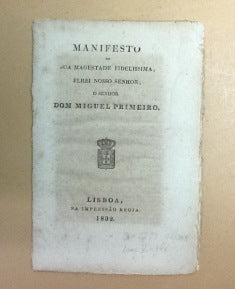 MANIFESTO
DE
SUA MAGESTADE FIDELISSIMA,
ELREI NOSSO SENHOR,
O SENHOR
DOM MIGUEL PRIMEIRO.
LISBOA,
NA IMPRESSÃO REGIA.
1832.